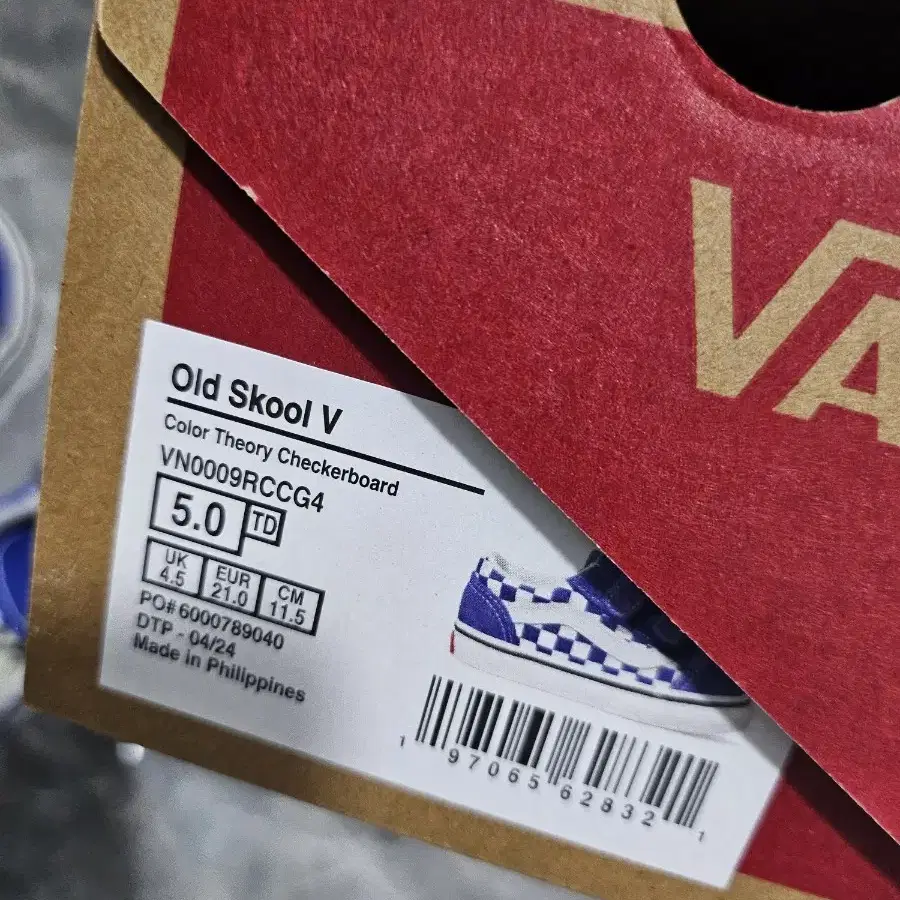 VA
Old Skool V
Color Theory Checkerboard
VN0009RCCG4
5.0 TD
UK EUR CM
4.5 21.0 11.5
PO# 6000789040
DTP - 04/24
Made in Philippines
1 97065 62832 1